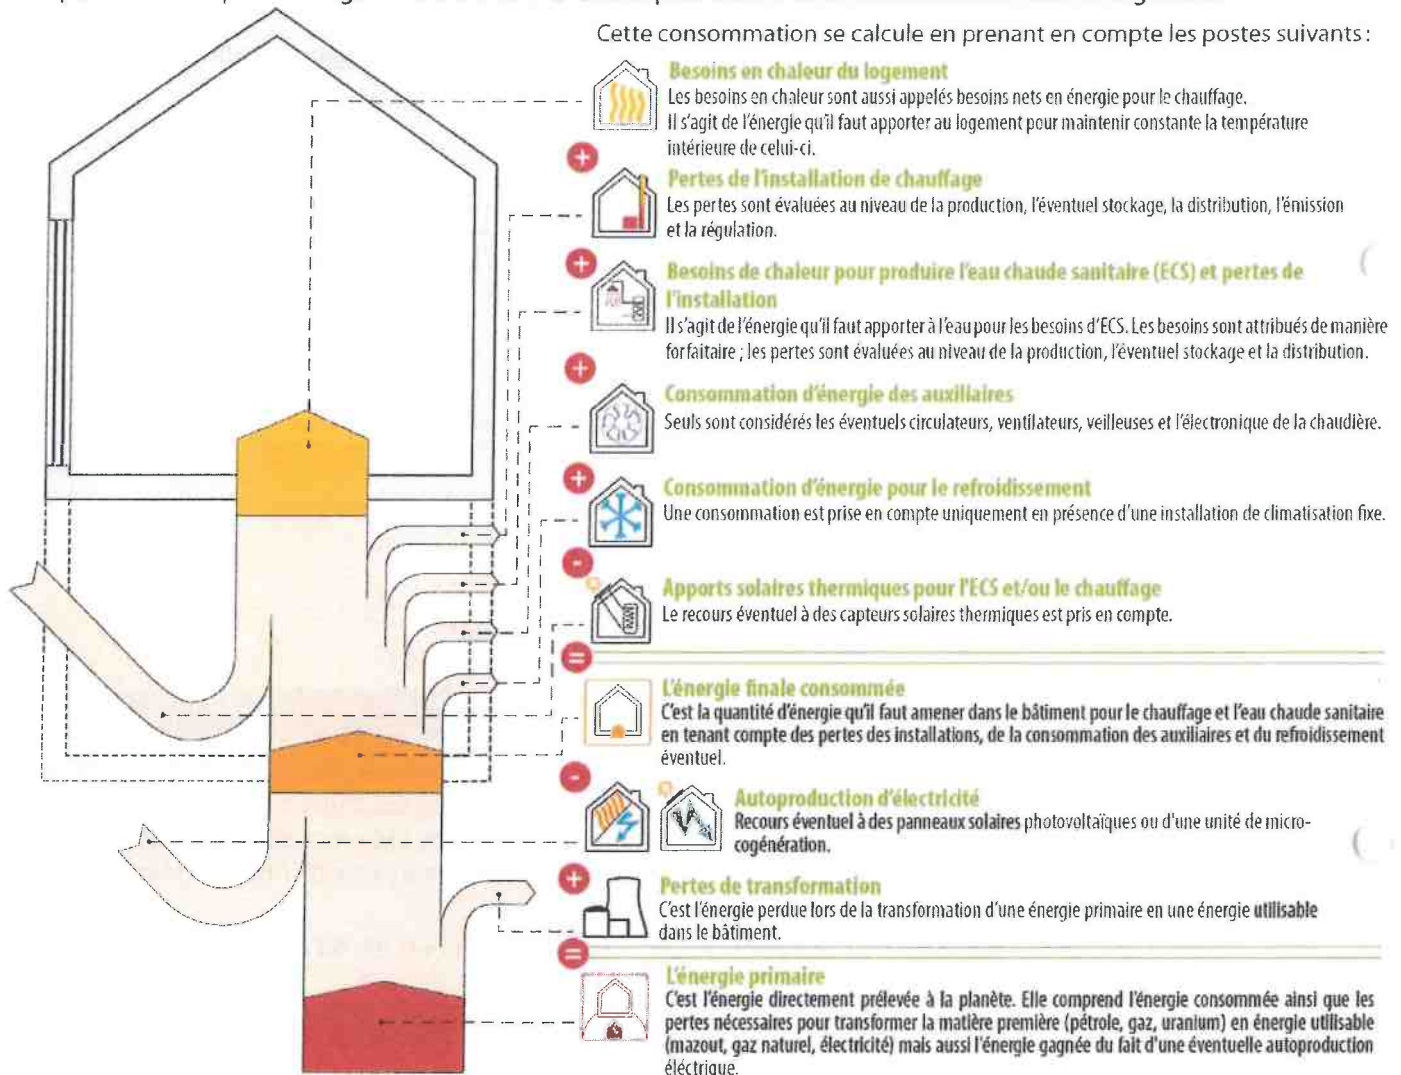 Cette consommation se calcule en prenant en compte les postes suivants :
Besoins en chaleur du logement
Les besoins en chaleur sont aussi appelés besoins nets en énergie pour le chauffage.
Il s'agit de l'énergie qu'il faut apporter au logement pour maintenir constante la température
intérieure de celui-ci.
+
Pertes de l'installation de chauffage
Les pertes sont évaluées au niveau de la production, l'éventuel stockage, la distribution, l'émission
et la régulation.
+
Besoins de chaleur pour produire l'eau chaude sanitaire (ECS) et pertes de
l'installation
Il s'agit de l'énergie qu'il faut apporter à l'eau pour les besoins d'ECS. Les besoins sont attribués de manière
forfaitaire ; les pertes sont évaluées au niveau de la production, l'éventuel stockage et la distribution.
+
Consommation d'énergie des auxiliaires
Seuls sont considérés les éventuels circulateurs, ventilateurs, veilleuses et l'électronique de la chaudière.
+
Consommation d'énergie pour le refroidissement
Une consommation est prise en compte uniquement en présence d'une installation de climatisation fixe.
-
Apports solaires thermiques pour l'ECS et/ou le chauffage
Le recours éventuel à des capteurs solaires thermiques est pris en compte.
=
L'énergie finale consommée
C'est la quantité d'énergie qu'il faut amener dans le bâtiment pour le chauffage et l'eau chaude sanitaire
en tenant compte des pertes des installations, de la consommation des auxiliaires et du refroidissement
éventuel.
-
Autoproduction d'électricité
Recours éventuel à des panneaux solaires photovoltaïques ou d'une unité de micro-
cogénération.
+
Pertes de transformation
C'est l'énergie perdue lors de la transformation d'une énergie primaire en une énergie utilisable
dans le bâtiment.
=
L'énergie primaire
C'est l'énergie directement prélevée à la planète. Elle comprend l'énergie consommée ainsi que les
pertes nécessaires pour transformer la matière première (pétrole, gaz, uranium) en énergie utilisable
(mazout, gaz naturel, électricité) mais aussi l'énergie gagnée du fait d'une éventuelle autoproduction
éléctrique.